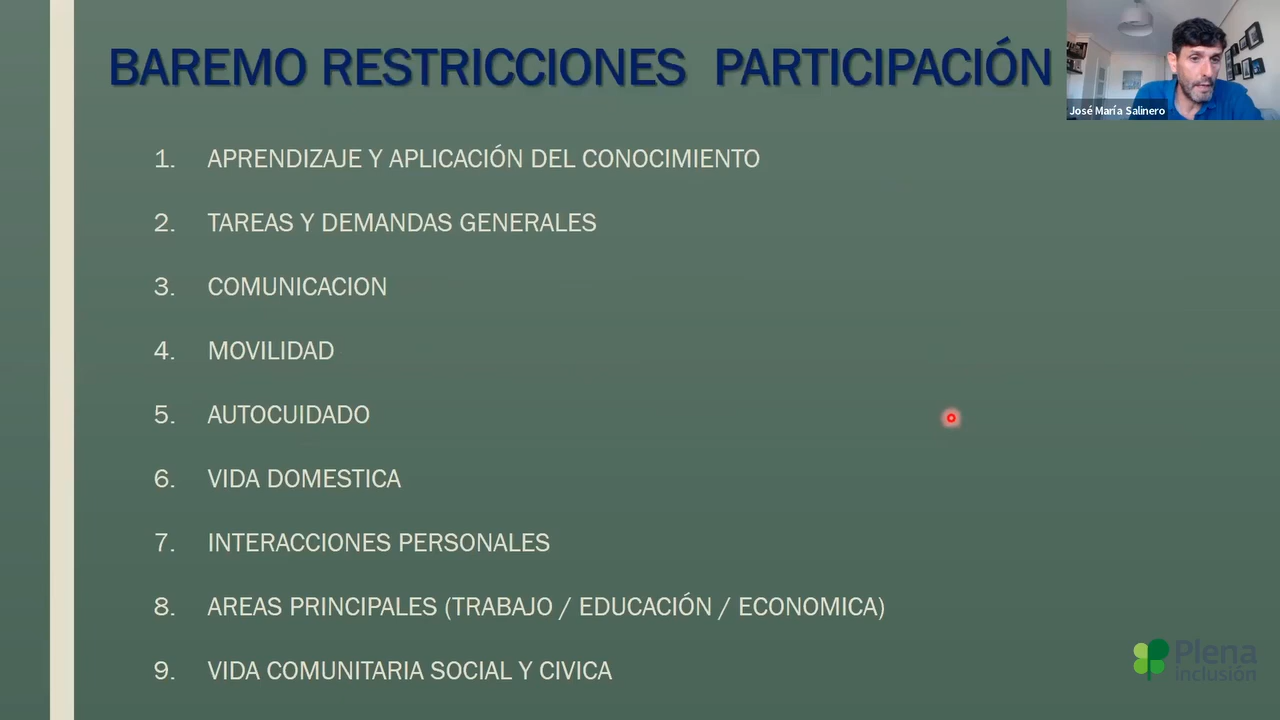 BAREMO RESTRICCIONES PARTICIPACIÓN
José María Salinero
1. APRENDIZAJE Y APLICACIÓN DEL CONOCIMIENTO
2. TAREAS Y DEMANDAS GENERALES
3. COMUNICACION
4. MOVILIDAD
5. AUTOCUIDADO
6. VIDA DOMESTICA
7. INTERACCIONES PERSONALES
8. AREAS PRINCIPALES (TRABAJO / EDUCACIÓN / ECONOMICA)
9. VIDA COMUNITARIA SOCIAL Y CIVICA
Plena
inclusión